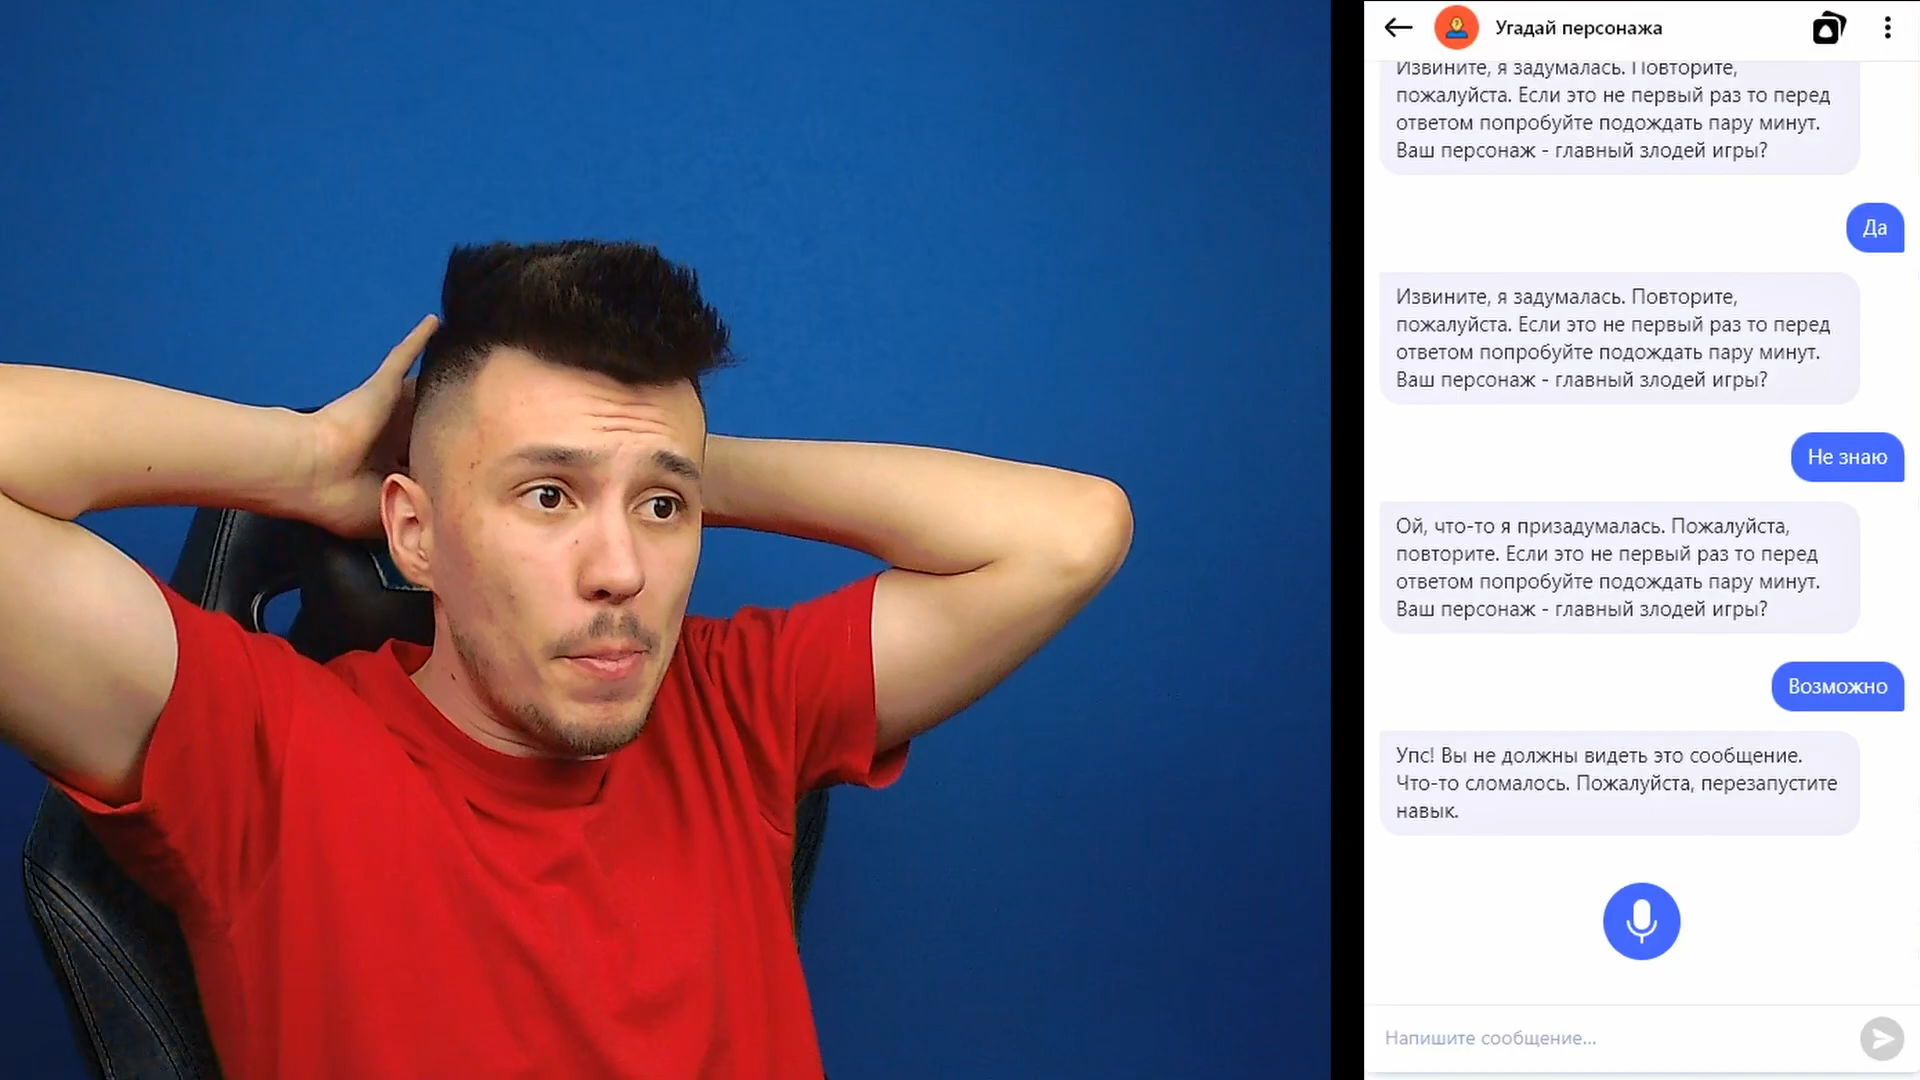 Угадай персонажа
Извините, я задумалась. Повторите,
пожалуйста. Если это не первый раз то перед
ответом попробуйте подождать пару минут.
Ваш персонаж - главный злодей игры?
Да
Извините, я задумалась. Повторите,
пожалуйста. Если это не первый раз то перед
ответом попробуйте подождать пару минут.
Ваш персонаж - главный злодей игры?
Не знаю
Ой, что-то я призадумалась. Пожалуйста,
повторите. Если это не первый раз то перед
ответом попробуйте подождать пару минут.
Ваш персонаж - главный злодей игры?
Возможно
Упс! Вы не должны видеть это сообщение.
Что-то сломалось. Пожалуйста, перезапустите
навык.
Напишите сообщение...